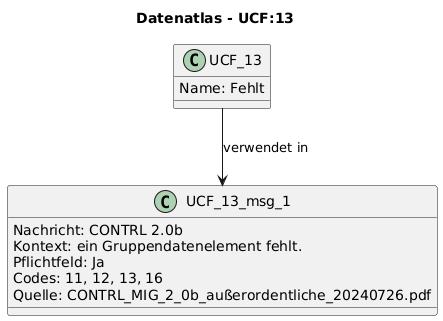 Datenatlas - UCF:13
C UCF_13
Name: Fehlt
verwendet in
C UCF_13_msg_1
Nachricht: CONTRL 2.0b
Kontext: ein Gruppendatenelement fehlt.
Pflichtfeld: Ja
Codes: 11, 12, 13, 16
Quelle: CONTRL_MIG_2_0b_außerordentliche_20240726.pdf